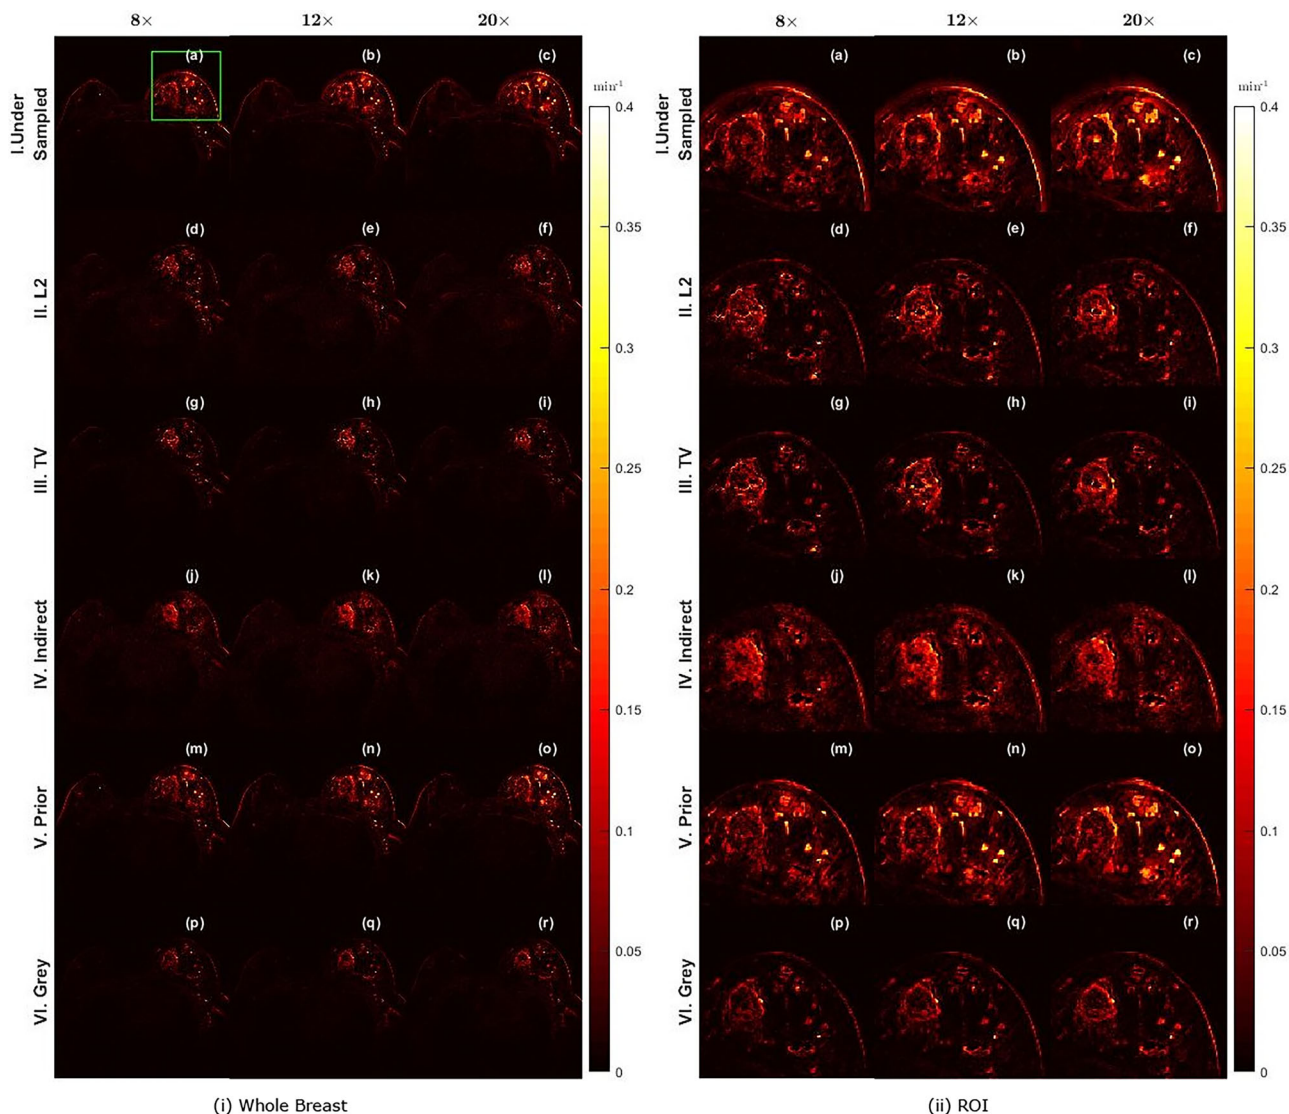 8× 12× 20× 8× 12× 20×
I.Under
Sampled
(a) (b) (c)
II. L2
(d) (e) (f)
III. TV
(g) (h) (i)
IV. Indirect
(j) (k) (l)
V. Prior
(m) (n) (o)
VI. Grey
(p) (q) (r)
min⁻¹
0.4
0.35
0.3
0.25
0.2
0.15
0.1
0.05
0
(i) Whole Breast
I.Under
Sampled
(a) (b) (c)
II. L2
(d) (e) (f)
III. TV
(g) (h) (i)
IV. Indirect
(j) (k) (l)
V. Prior
(m) (n) (o)
VI. Grey
(p) (q) (r)
min⁻¹
0.4
0.35
0.3
0.25
0.2
0.15
0.1
0.05
0
(ii) ROI